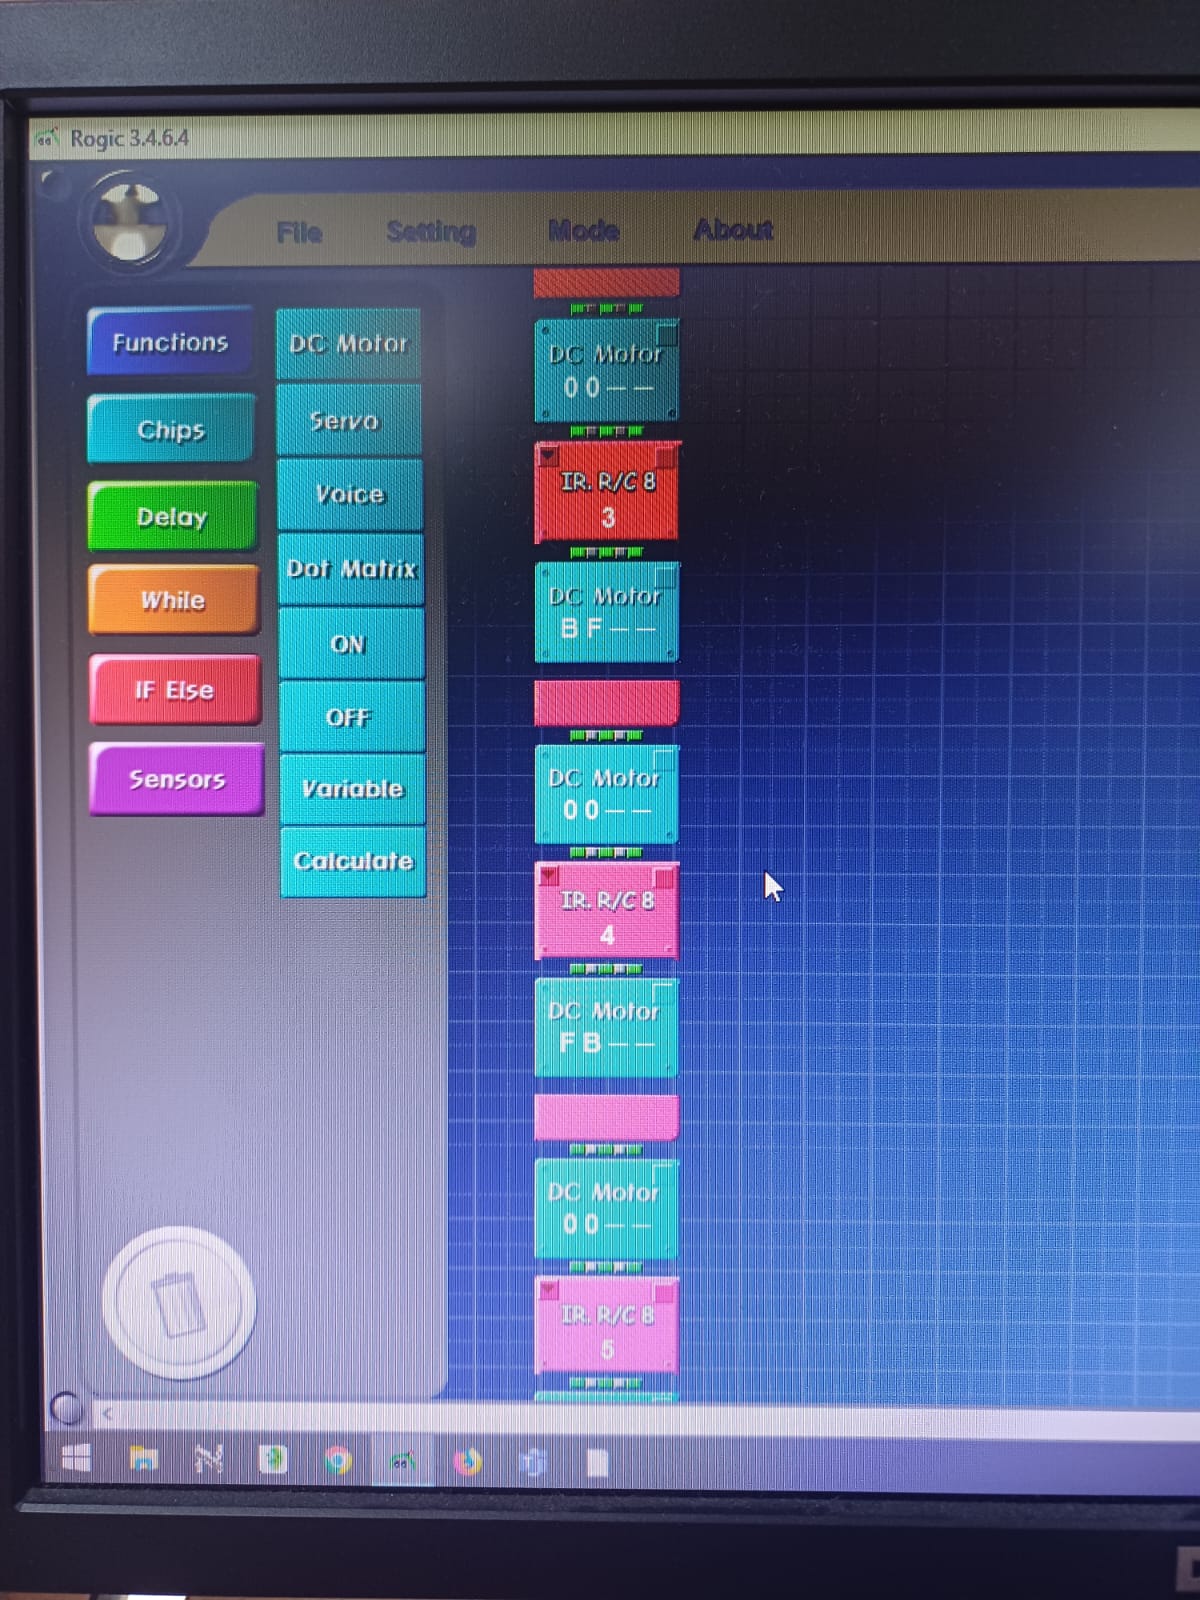 Rogic 3.4.6.4
File Setting Mode About
Functions
Chips
Delay
While
IF Else
Sensors
DC Motor
Servo
Voice
Dot Matrix
ON
OFF
Variable
Calculate
DC Motor
0 0 – –
IR. R/C 8
3
DC Motor
B F – –
DC Motor
0 0 – –
IR. R/C 8
4
DC Motor
F B – –
DC Motor
0 0 – –
IR. R/C 8
5